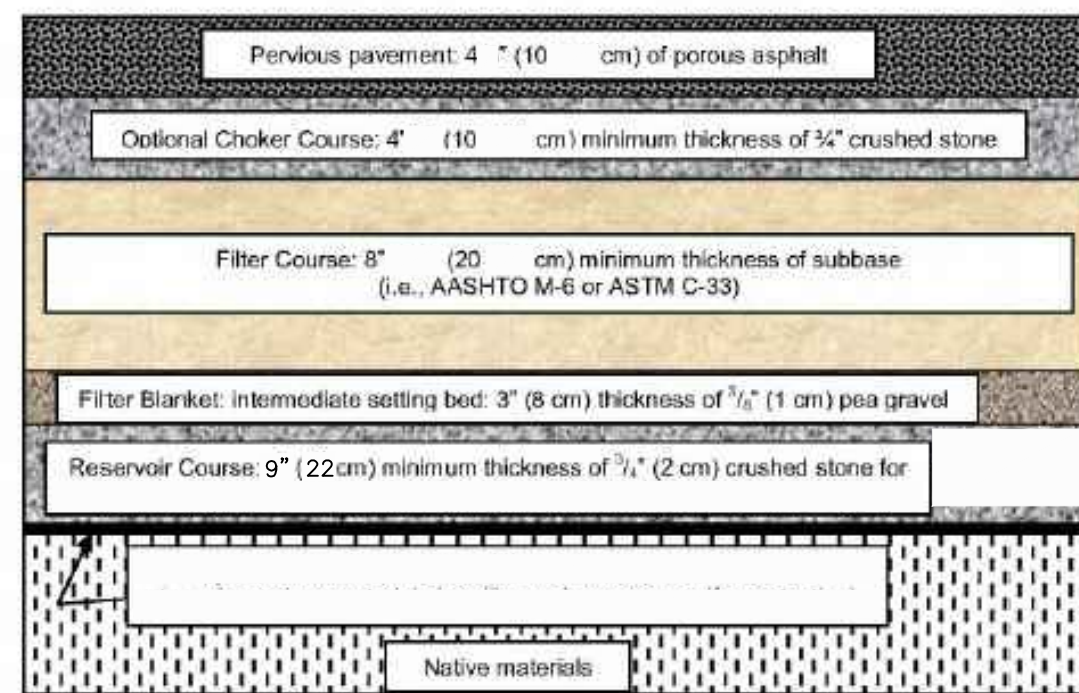 Pervious pavement: 4 " (10 cm) of porous asphalt
Optional Choker Course: 4' (10 cm) minimum thickness of ¾" crushed stone
Filter Course: 8" (20 cm) minimum thickness of subbase
(i.e., AASHTO M-6 or ASTM C-33)
Filter Blanket: intermediate setting bed: 3" (8 cm) thickness of 3/8" (1 cm) pea gravel
Reservoir Course: 9” (22cm) minimum thickness of 3/4" (2 cm) crushed stone for
Native materials